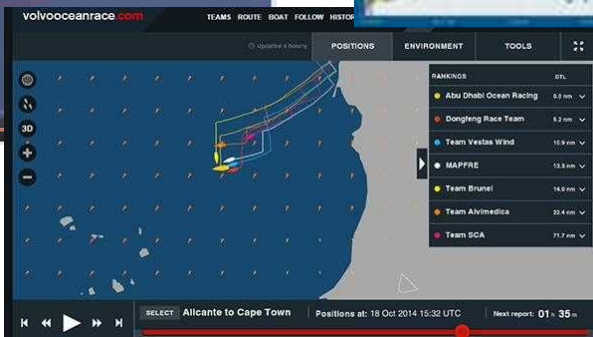 volvooceanrace.com
TEAMS ROUTE BOAT FOLLOW HISTOR
Updated 3 hourly
POSITIONS
ENVIRONMENT
TOOLS
3D
RANKINGS DTL
Abu Dhabi Ocean Racing 0.0 nm
Dongfeng Race Team 5.2 nm
Team Vestas Wind 10.9 nm
MAPFRE 13.3 nm
Team Brunel 14.0 nm
Team Alvimedica 22.4 nm
Team SCA 71.7 nm
SELECT Alicante to Cape Town Positions at: 18 Oct 2014 15:32 UTC Next report: 01h 35m